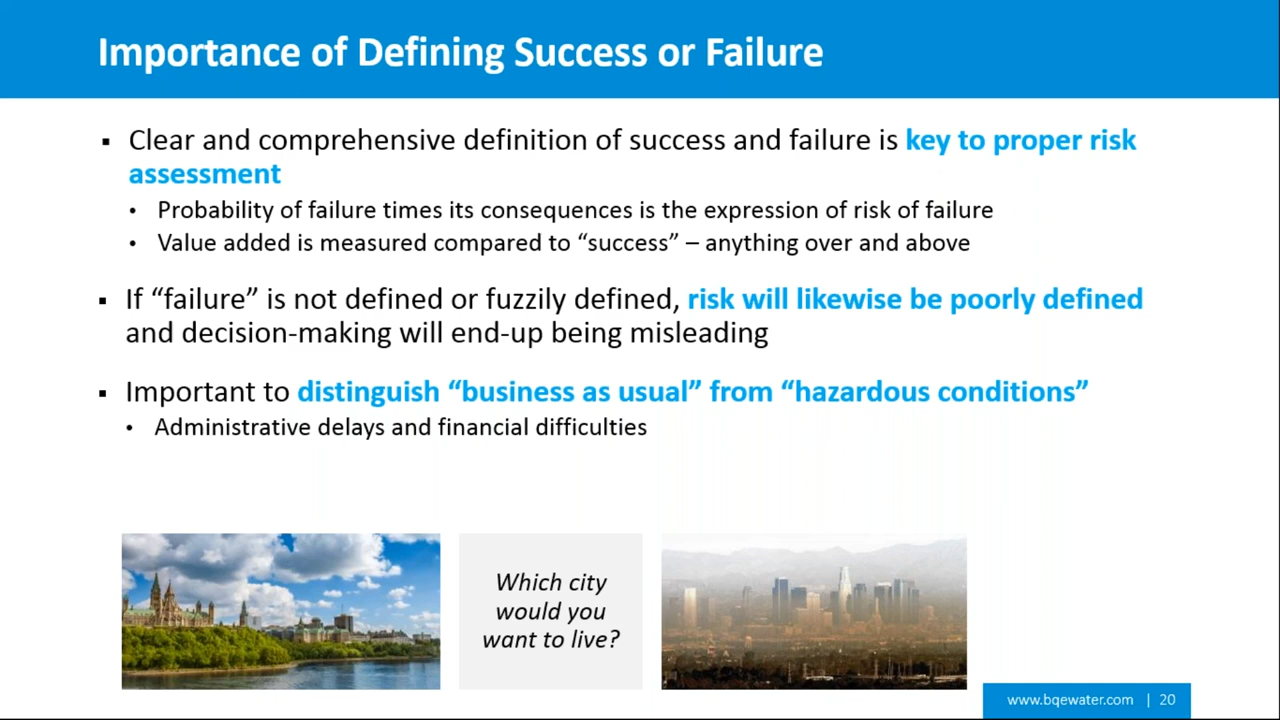 Importance of Defining Success or Failure
▪ Clear and comprehensive definition of success and failure is key to proper risk
assessment
• Probability of failure times its consequences is the expression of risk of failure
• Value added is measured compared to “success” – anything over and above
▪ If “failure” is not defined or fuzzily defined, risk will likewise be poorly defined
and decision-making will end-up being misleading
▪ Important to distinguish “business as usual” from “hazardous conditions”
• Administrative delays and financial difficulties
Which city
would you
want to live?
www.bqewater.com | 20